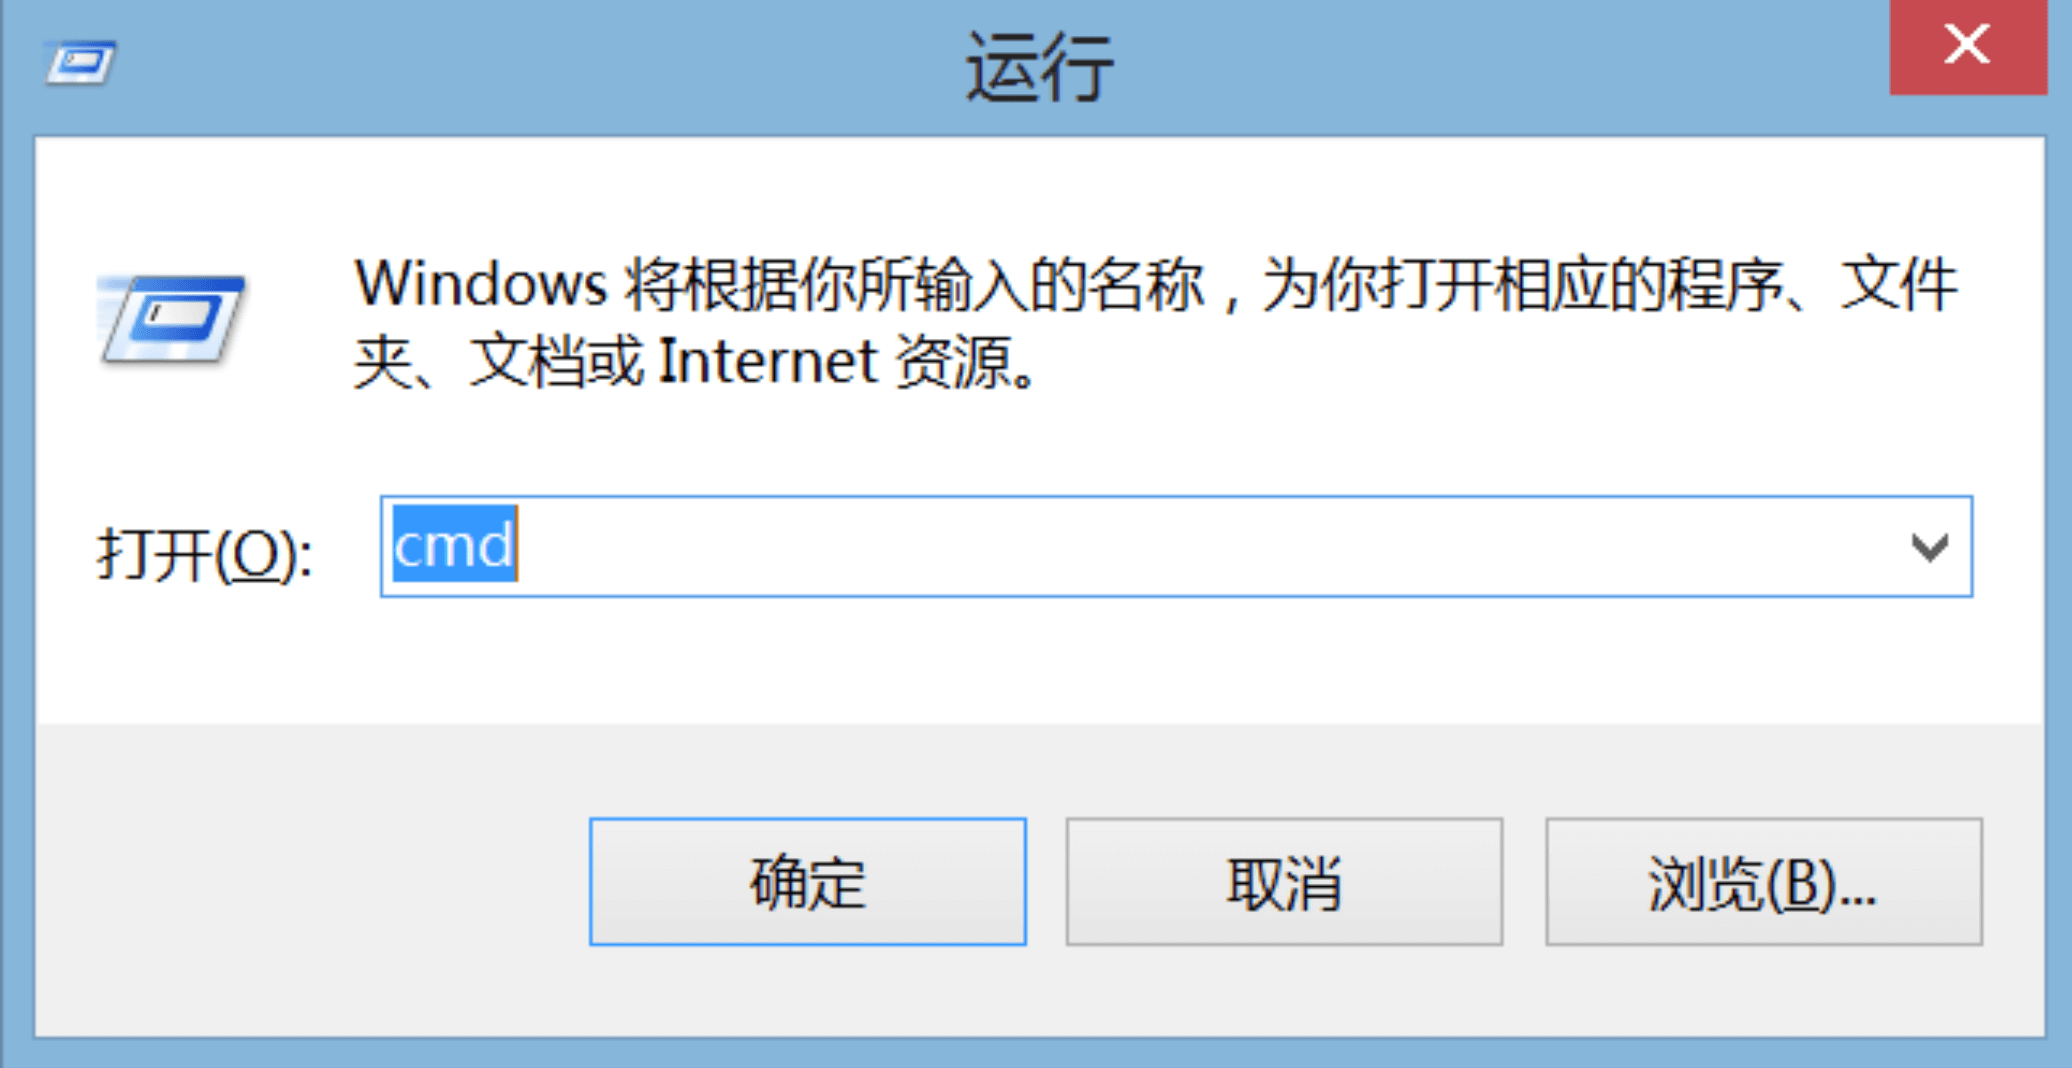 运行
Windows 将根据你所输入的名称，为你打开相应的程序、文件
夹、文档或 Internet 资源。
打开(O):
cmd
确定
取消
浏览(B)...